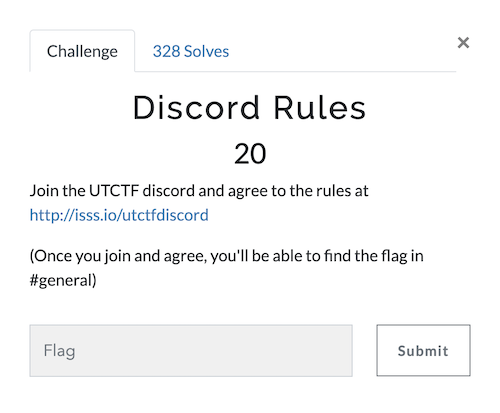 Challenge
328 Solves
×
Discord Rules
20
Join the UTCTF discord and agree to the rules at
http://isss.io/utctfdiscord
(Once you join and agree, you'll be able to find the flag in
#general)
Flag
Submit